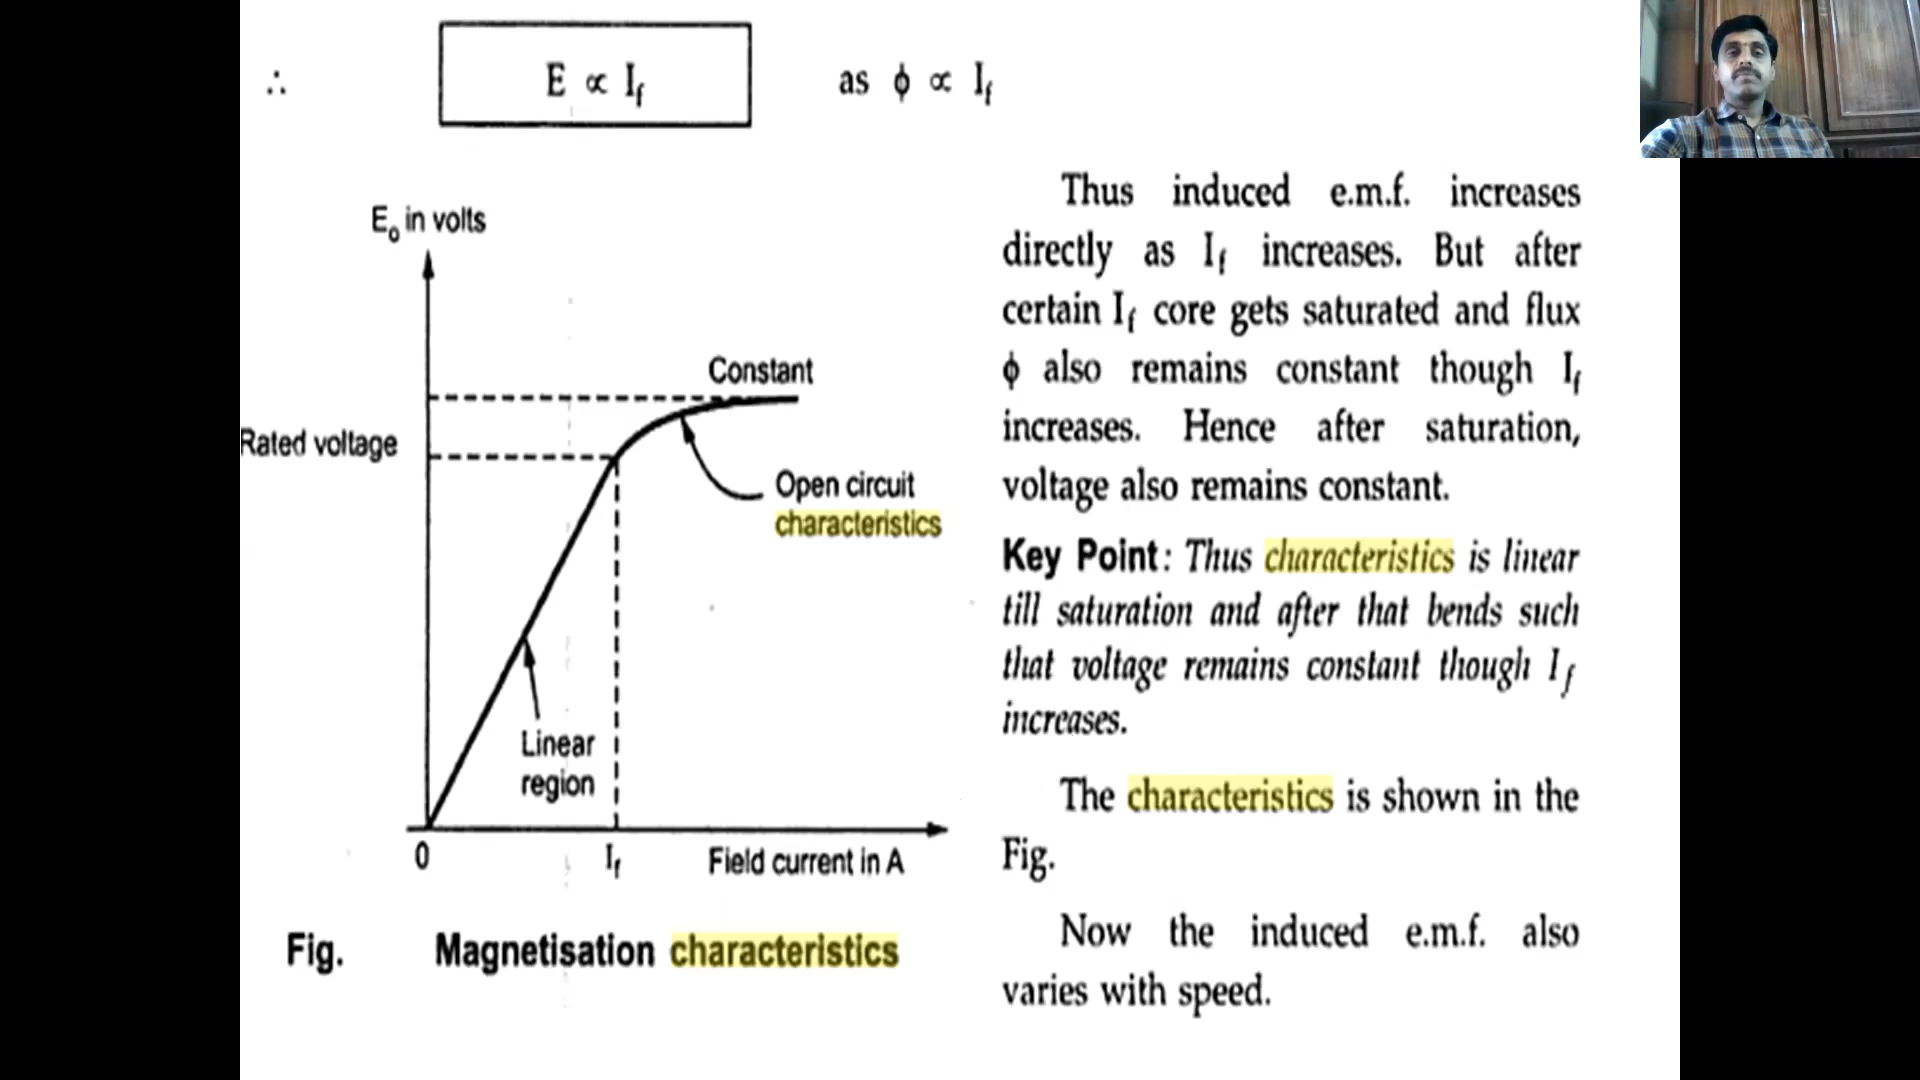 ∴ E ∝ I_f as ϕ ∝ I_f
E_o in volts
Constant
Rated voltage
Open circuit
characteristics
Linear
region
0 I_f Field current in A
Fig. Magnetisation characteristics
Thus induced e.m.f. increases
directly as I_f increases. But after
certain I_f core gets saturated and flux
ϕ also remains constant though I_f
increases. Hence after saturation,
voltage also remains constant.
Key Point: Thus characteristics is linear
till saturation and after that bends such
that voltage remains constant though I_f
increases.
The characteristics is shown in the
Fig.
Now the induced e.m.f. also
varies with speed.